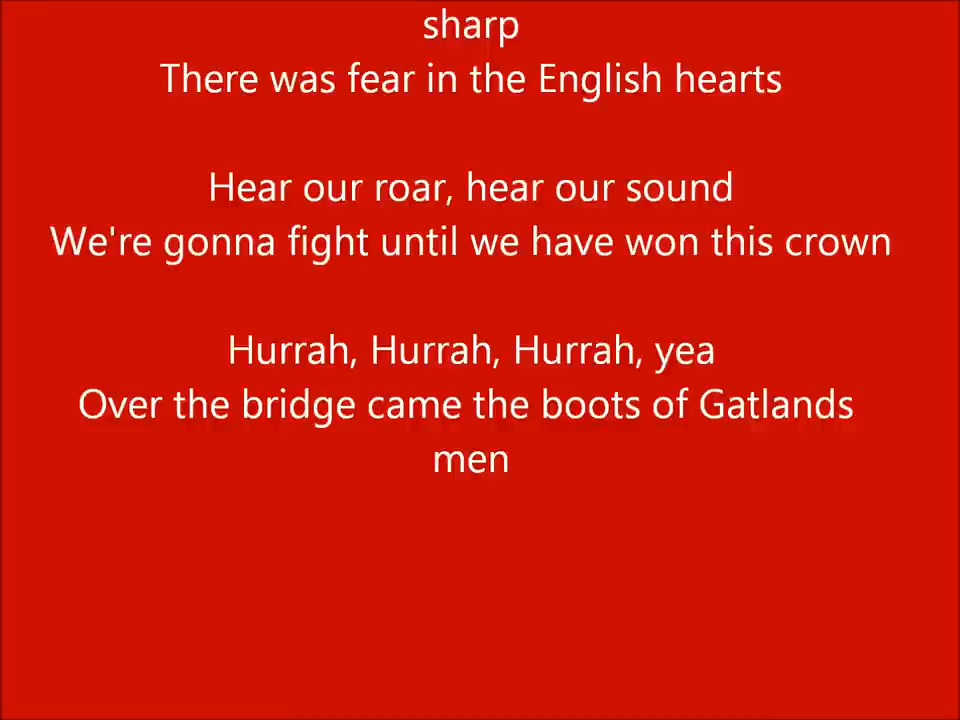 sharp
There was fear in the English hearts
Hear our roar, hear our sound
We're gonna fight until we have won this crown
Hurrah, Hurrah, Hurrah, yea
Over the bridge came the boots of Gatlands
men